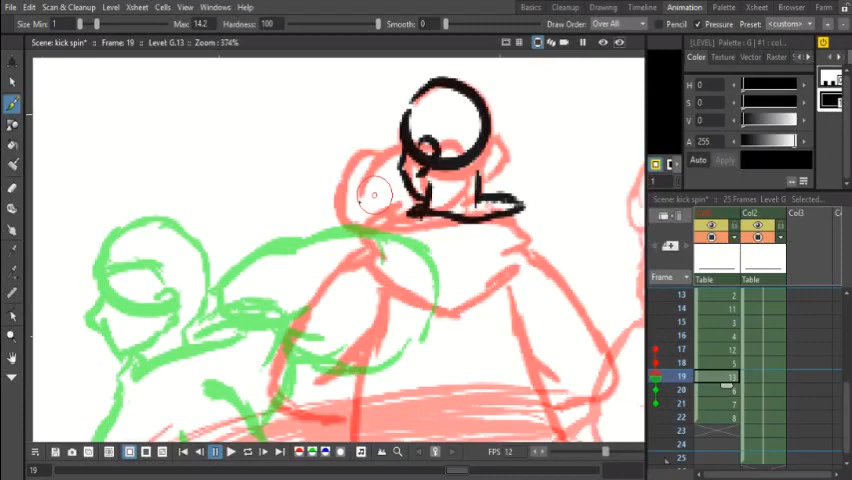 File Level Scan & Cleanup Cells Xsheet Windows Help Basics Cleanup Drawing Timeline Animation Palette Xsheet Browser Farm
Size Min: 1 Max: 14.2 Hardness: 100 Smooth: 0 Draw Order: Over All Pencil Pressure Preset: <custom>
Scene: kick spin* :: Frame: 19 :: Level: G.13 :: Zoom : 374%
[LEVEL] Palette : G | #1 : col...
Color Texture Vector Raster
H 0
S 0
V 0
A 255
Auto Apply
1
Scene: kick spin* :: 25 Frames Level: G Selected...
Col2 Col3
Table Table
Frame
13 2
14 11
15 3
16 4
17 12
18 5
19 13
20 6
21 7
22 8
23
24
25
FPS 12
19